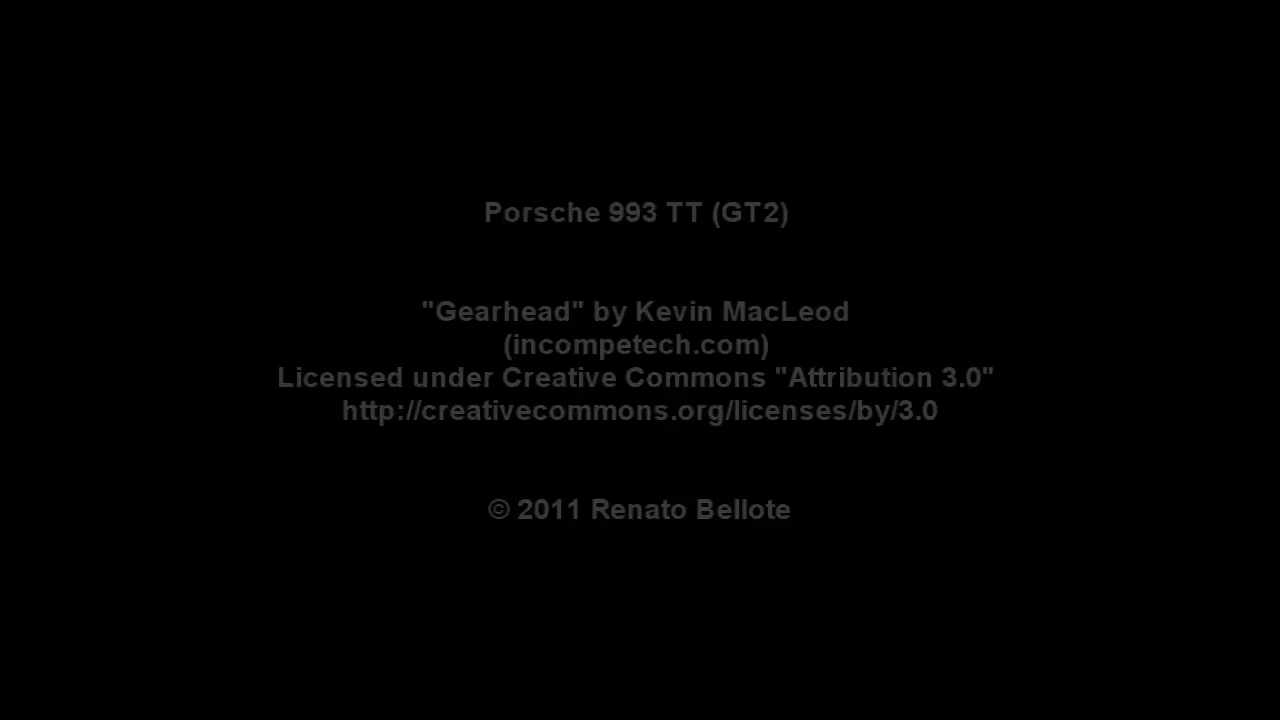 Porsche 993 TT (GT2)
"Gearhead" by Kevin MacLeod
(incompetech.com)
Licensed under Creative Commons "Attribution 3.0"
http://creativecommons.org/licenses/by/3.0
© 2011 Renato Bellote